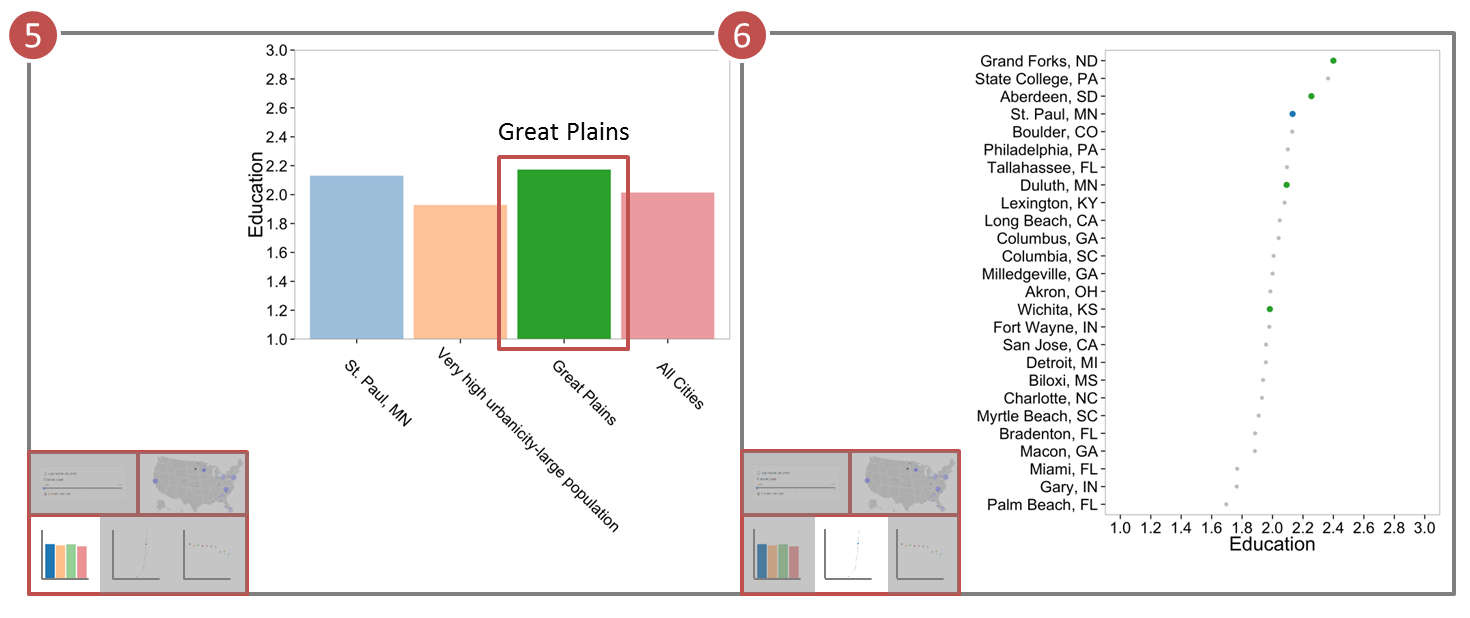 5
3.0
2.8
2.6
2.4
2.2
2.0
1.8
1.6
1.4
1.2
1.0
Education
Great Plains
St. Paul, MN
Very high urbanicity-large population
Great Plains
All Cities
6
Grand Forks, ND
State College, PA
Aberdeen, SD
St. Paul, MN
Boulder, CO
Philadelphia, PA
Tallahassee, FL
Duluth, MN
Lexington, KY
Long Beach, CA
Columbus, GA
Columbia, SC
Milledgeville, GA
Akron, OH
Wichita, KS
Fort Wayne, IN
San Jose, CA
Detroit, MI
Biloxi, MS
Charlotte, NC
Myrtle Beach, SC
Bradenton, FL
Macon, GA
Miami, FL
Gary, IN
Palm Beach, FL
1.0 1.2 1.4 1.6 1.8 2.0 2.2 2.4 2.6 2.8 3.0
Education